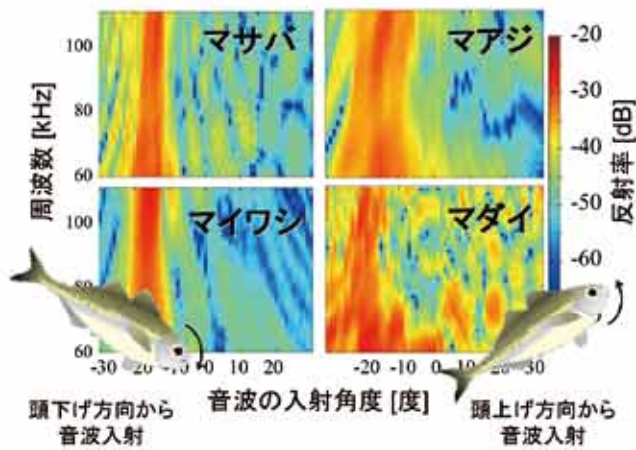 マサバ
マアジ
マイワシ
マダイ
周波数 [kHz]
100
80
60
100
80
60
-30 -20 -10 0 10 20
-20 -10 0 10 20 30
音波の入射角度 [度]
-20
-30
-40
-50
-60
反射率 [dB]
頭下げ方向から
音波入射
頭上げ方向から
音波入射